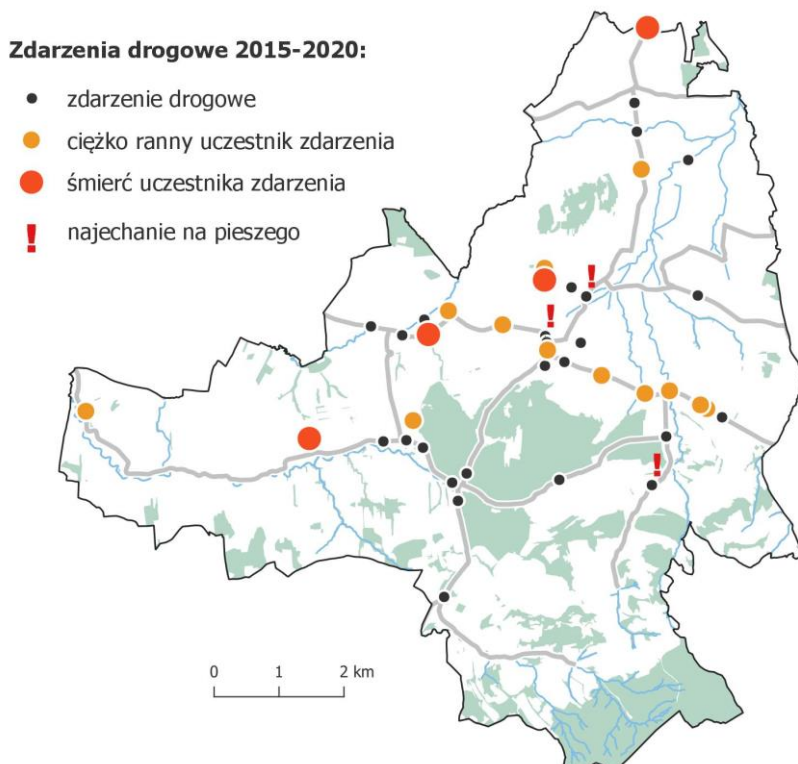 Zdarzenia drogowe 2015-2020:
zdarzenie drogowe
ciężko ranny uczestnik zdarzenia
śmierć uczestnika zdarzenia
! najechanie na pieszego
!
!
!
0 1 2 km